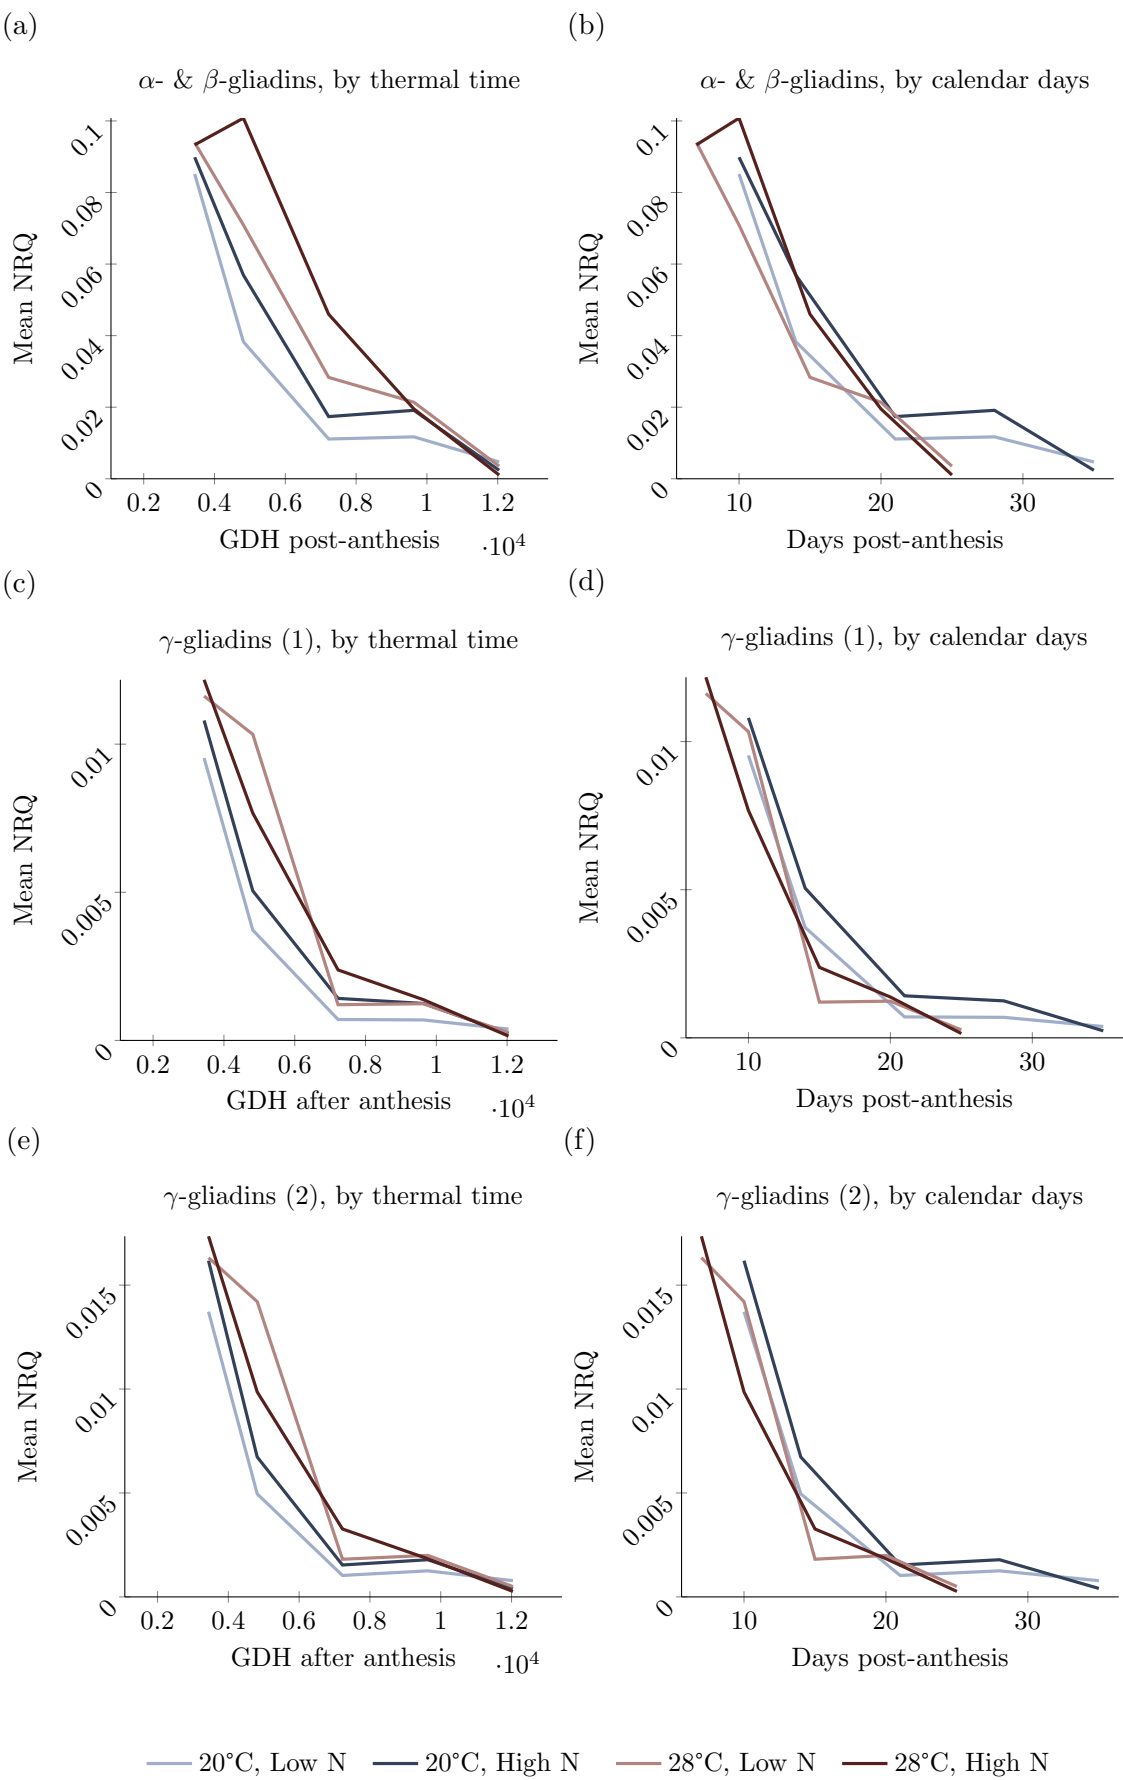 (a)
(b)
α- & β-gliadins, by thermal time
α- & β-gliadins, by calendar days
Mean NRQ
0.1
0.08
0.06
0.04
0.02
0
0.2 0.4 0.6 0.8 1 1.2
GDH post-anthesis
·10⁴
Mean NRQ
0.1
0.08
0.06
0.04
0.02
0
10 20 30
Days post-anthesis
(c)
(d)
γ-gliadins (1), by thermal time
γ-gliadins (1), by calendar days
Mean NRQ
0.01
0.005
0
0.2 0.4 0.6 0.8 1 1.2
GDH after anthesis
·10⁴
Mean NRQ
0.01
0.005
0
10 20 30
Days post-anthesis
(e)
(f)
γ-gliadins (2), by thermal time
γ-gliadins (2), by calendar days
Mean NRQ
0.015
0.01
0.005
0
0.2 0.4 0.6 0.8 1 1.2
GDH after anthesis
·10⁴
Mean NRQ
0.015
0.01
0.005
0
10 20 30
Days post-anthesis
20°C, Low N 20°C, High N 28°C, Low N 28°C, High N